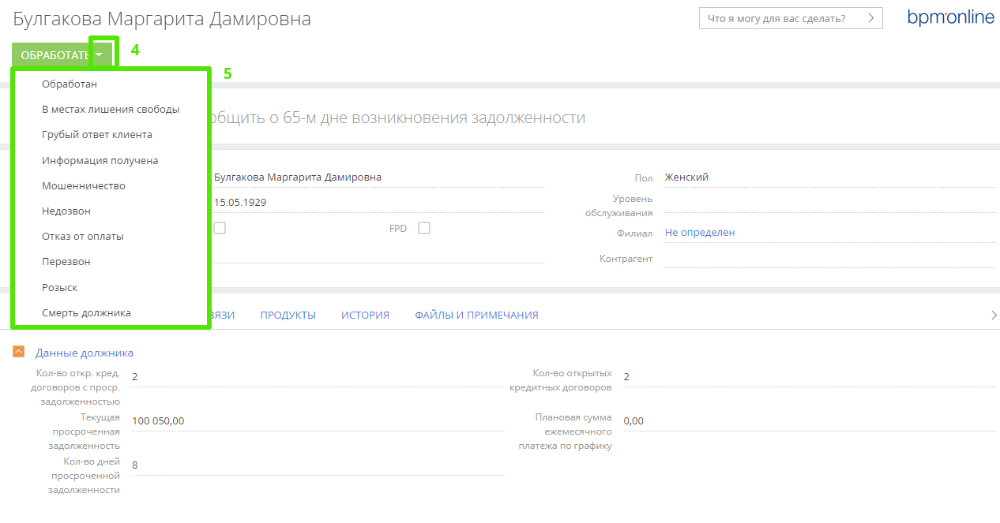 Булгакова Маргарита Дамировна
Что я могу для вас сделать?
bpm'online
ОБРАБОТАТЬ
4
5
Обработан
В местах лишения свободы
Грубый ответ клиента
Информация получена
Мошенничество
Недозвон
Отказ от оплаты
Перезвон
Розыск
Смерть должника
общить о 65-м дне возникновения задолженности
Булгакова Маргарита Дамировна
Пол
Женский
15.05.1929
Уровень
обслуживания
FPD
Филиал
Не определен
Контрагент
ВЯЗИ
ПРОДУКТЫ
ИСТОРИЯ
ФАЙЛЫ И ПРИМЕЧАНИЯ
Данные должника
Кол-во откр. кред.
договоров с проср.
задолженностью
2
Кол-во открытых
кредитных договоров
2
Текущая
просроченная
задолженность
100 050,00
Плановая сумма
ежемесячного
платежа по графику
0,00
Кол-во дней
просроченной
задолженности
8